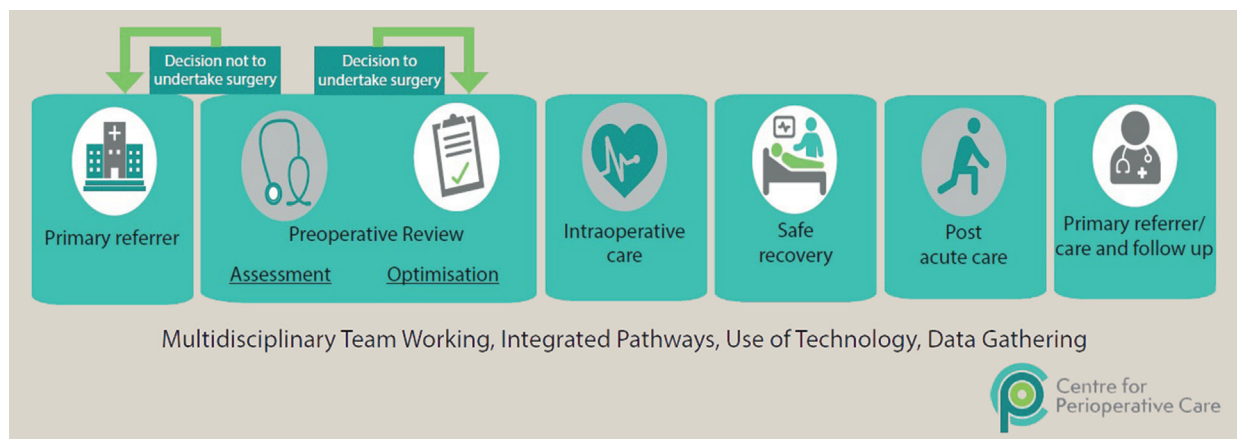 Decision not to
undertake surgery
Decision to
undertake surgery
Primary referrer
Preoperative Review
Assessment
Optimisation
Intraoperative
care
Safe
recovery
Post
acute care
Primary referrer/
care and follow up
Multidisciplinary Team Working, Integrated Pathways, Use of Technology, Data Gathering
Centre for
Perioperative Care